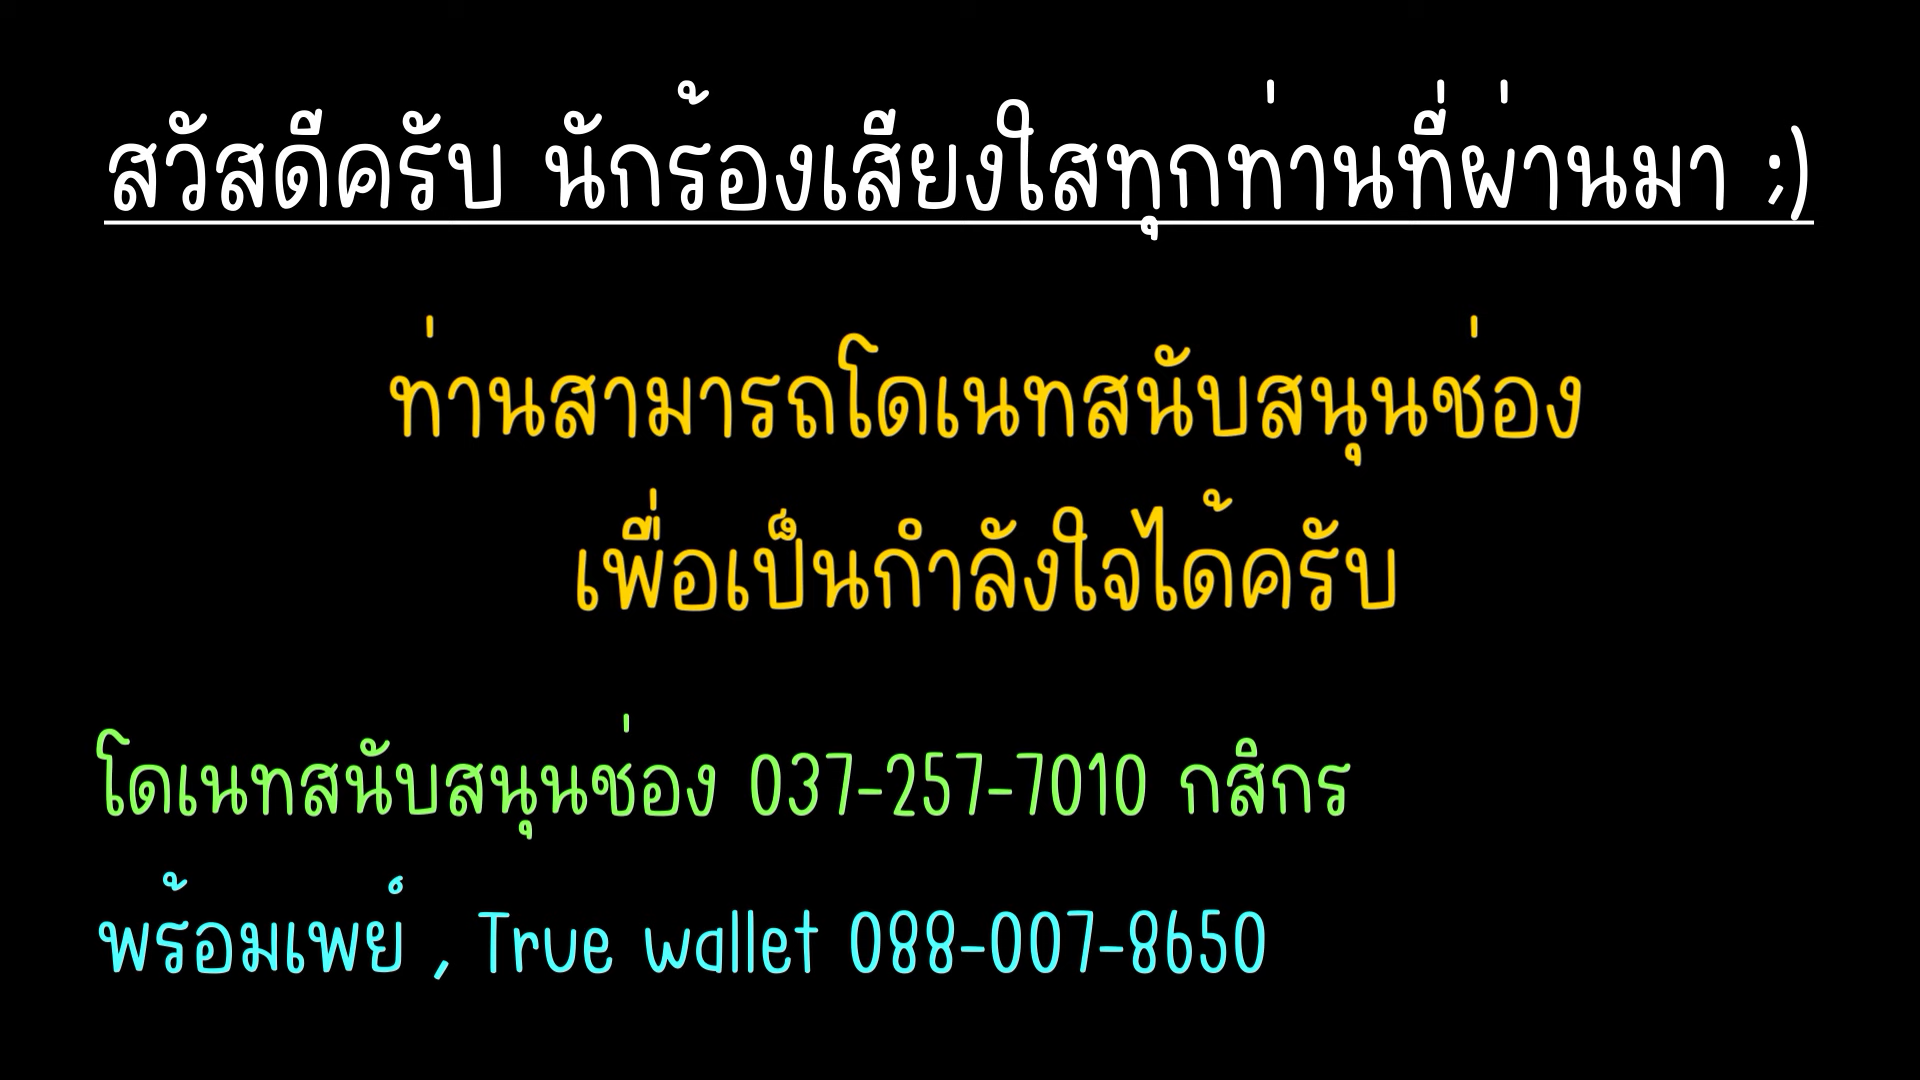 สวัสดีครับ นักร้องเสียงใสทุกท่านที่ผ่านมา ;)
ท่านสามารถโดเนทสนับสนุนช่อง
เพื่อเป็นกำลังใจได้ครับ
โดเนทสนับสนุนช่อง 037-257-7010 กสิกร
พร้อมเพย์ , True wallet 088-007-8650